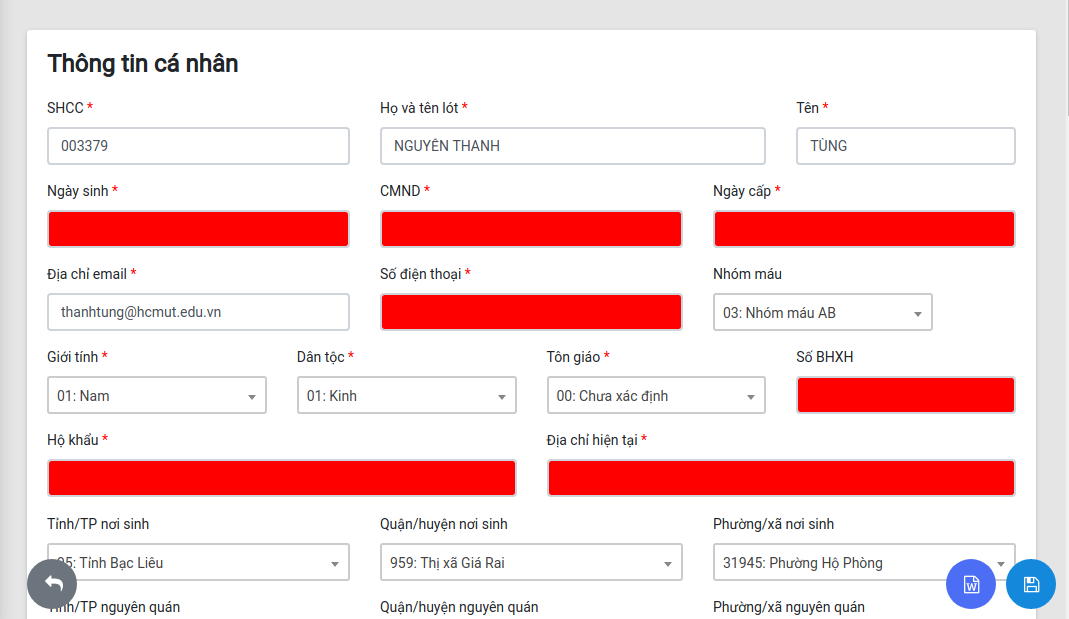 Thông tin cá nhân
SHCC *
Họ và tên lót *
Tên *
003379
NGUYỄN THANH
TÙNG
Ngày sinh *
CMND *
Ngày cấp *
Địa chỉ email *
Số điện thoại *
Nhóm máu
thanhtung@hcmut.edu.vn
03: Nhóm máu AB
Giới tính *
Dân tộc *
Tôn giáo *
Số BHXH
01: Nam
01: Kinh
00: Chưa xác định
Hộ khẩu *
Địa chỉ hiện tại *
Tỉnh/TP nơi sinh
Quận/huyện nơi sinh
Phường/xã nơi sinh
95: Tỉnh Bạc Liêu
959: Thị xã Giá Rai
31945: Phường Hộ Phòng
Tỉnh/TP nguyên quán
Quận/huyện nguyên quán
Phường/xã nguyên quán
W